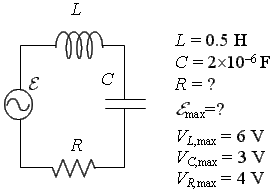 L
ℰ
C
R
L = 0.5 H
C = 2×10⁻⁶ F
R = ?
ℰmax=?
VL,max = 6 V
VC,max = 3 V
VR,max = 4 V